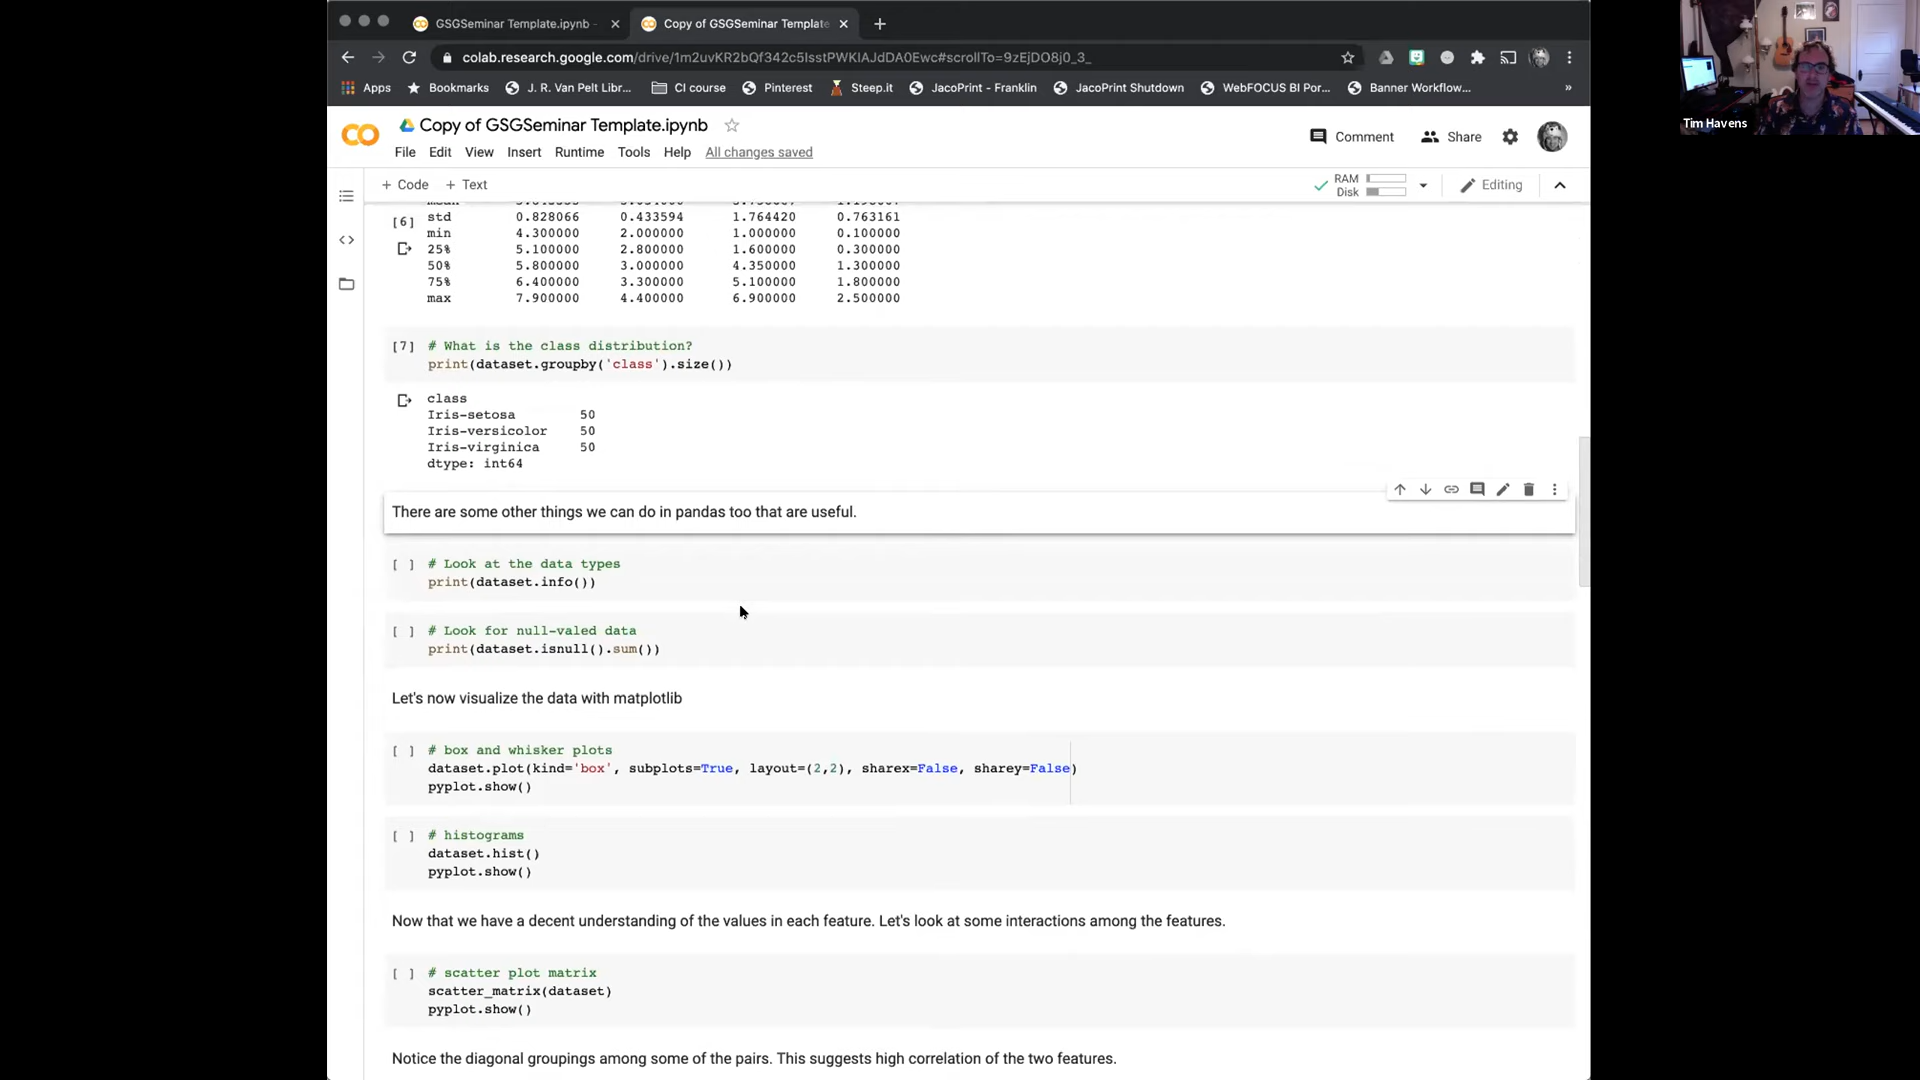 GSGSeminar Template.ipynb -
Copy of GSGSeminar Template
colab.research.google.com/drive/1m2uvKR2bQf342c5IsstPWKIAJdDA0Ewc#scrollTo=9zEjDO8j0_3_
Apps
Bookmarks
J. R. Van Pelt Libr...
CI course
Pinterest
Steep.it
JacoPrint - Franklin
JacoPrint Shutdown
WebFOCUS BI Por...
Banner Workflow...
»
Tim Havens
CO
Copy of GSGSeminar Template.ipynb
Comment
Share
File Edit View Insert Runtime Tools Help All changes saved
+ Code + Text
RAM
Disk
Editing
[6]
std 0.828066 0.433594 1.764420 0.763161
min 4.300000 2.000000 1.000000 0.100000
25% 5.100000 2.800000 1.600000 0.300000
50% 5.800000 3.000000 4.350000 1.300000
75% 6.400000 3.300000 5.100000 1.800000
max 7.900000 4.400000 6.900000 2.500000
[7] # What is the class distribution?
print(dataset.groupby('class').size())
class
Iris-setosa 50
Iris-versicolor 50
Iris-virginica 50
dtype: int64
There are some other things we can do in pandas too that are useful.
[ ] # Look at the data types
print(dataset.info())
[ ] # Look for null-valed data
print(dataset.isnull().sum())
Let's now visualize the data with matplotlib
[ ] # box and whisker plots
dataset.plot(kind='box', subplots=True, layout=(2,2), sharex=False, sharey=False)
pyplot.show()
[ ] # histograms
dataset.hist()
pyplot.show()
Now that we have a decent understanding of the values in each feature. Let's look at some interactions among the features.
[ ] # scatter plot matrix
scatter_matrix(dataset)
pyplot.show()
Notice the diagonal groupings among some of the pairs. This suggests high correlation of the two features.